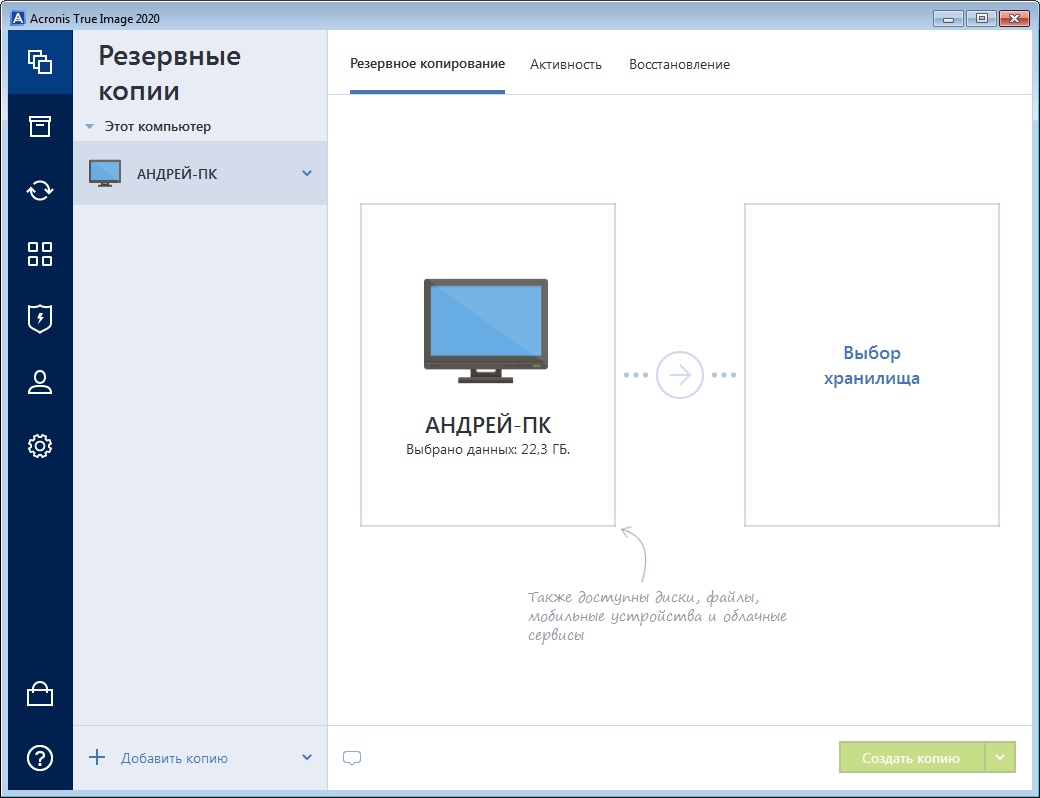 Acronis True Image 2020
Резервные
копии
Этот компьютер
АНДРЕЙ-ПК
Добавить копию
Резервное копирование
Активность
Восстановление
АНДРЕЙ-ПК
Выбрано данных: 22,3 ГБ.
Выбор
хранилища
Также доступны диски, файлы,
мобильные устройства и облачные
сервисы
Создать копию